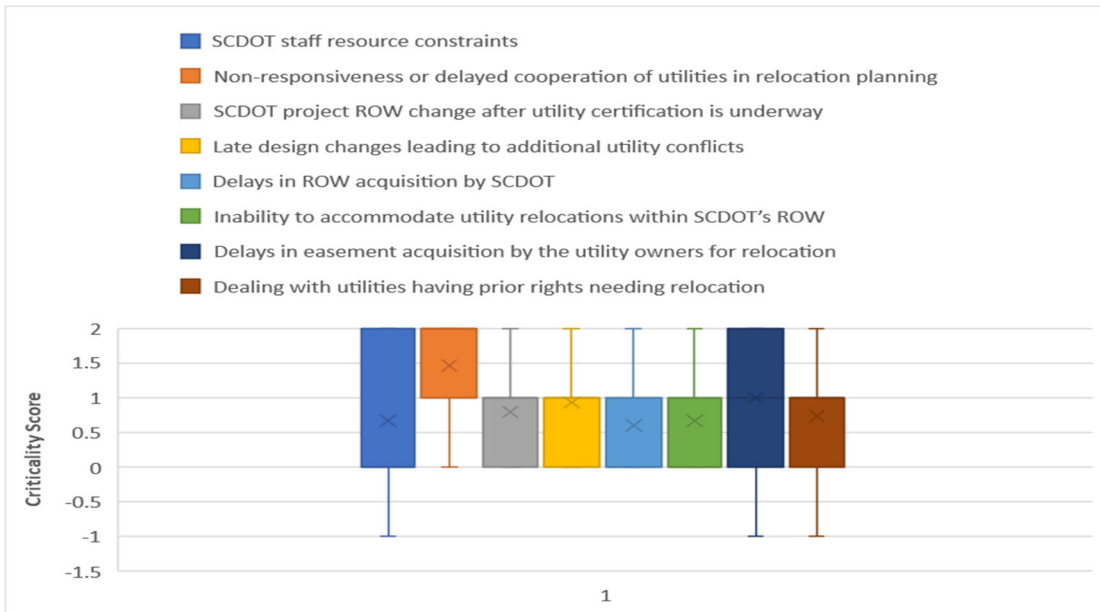 SCDOT staff resource constraints
Non-responsiveness or delayed cooperation of utilities in relocation planning
SCDOT project ROW change after utility certification is underway
Late design changes leading to additional utility conflicts
Delays in ROW acquisition by SCDOT
Inability to accommodate utility relocations within SCDOT’s ROW
Delays in easement acquisition by the utility owners for relocation
Dealing with utilities having prior rights needing relocation
Criticality Score
2
1.5
1
0.5
0
-0.5
-1
-1.5
1